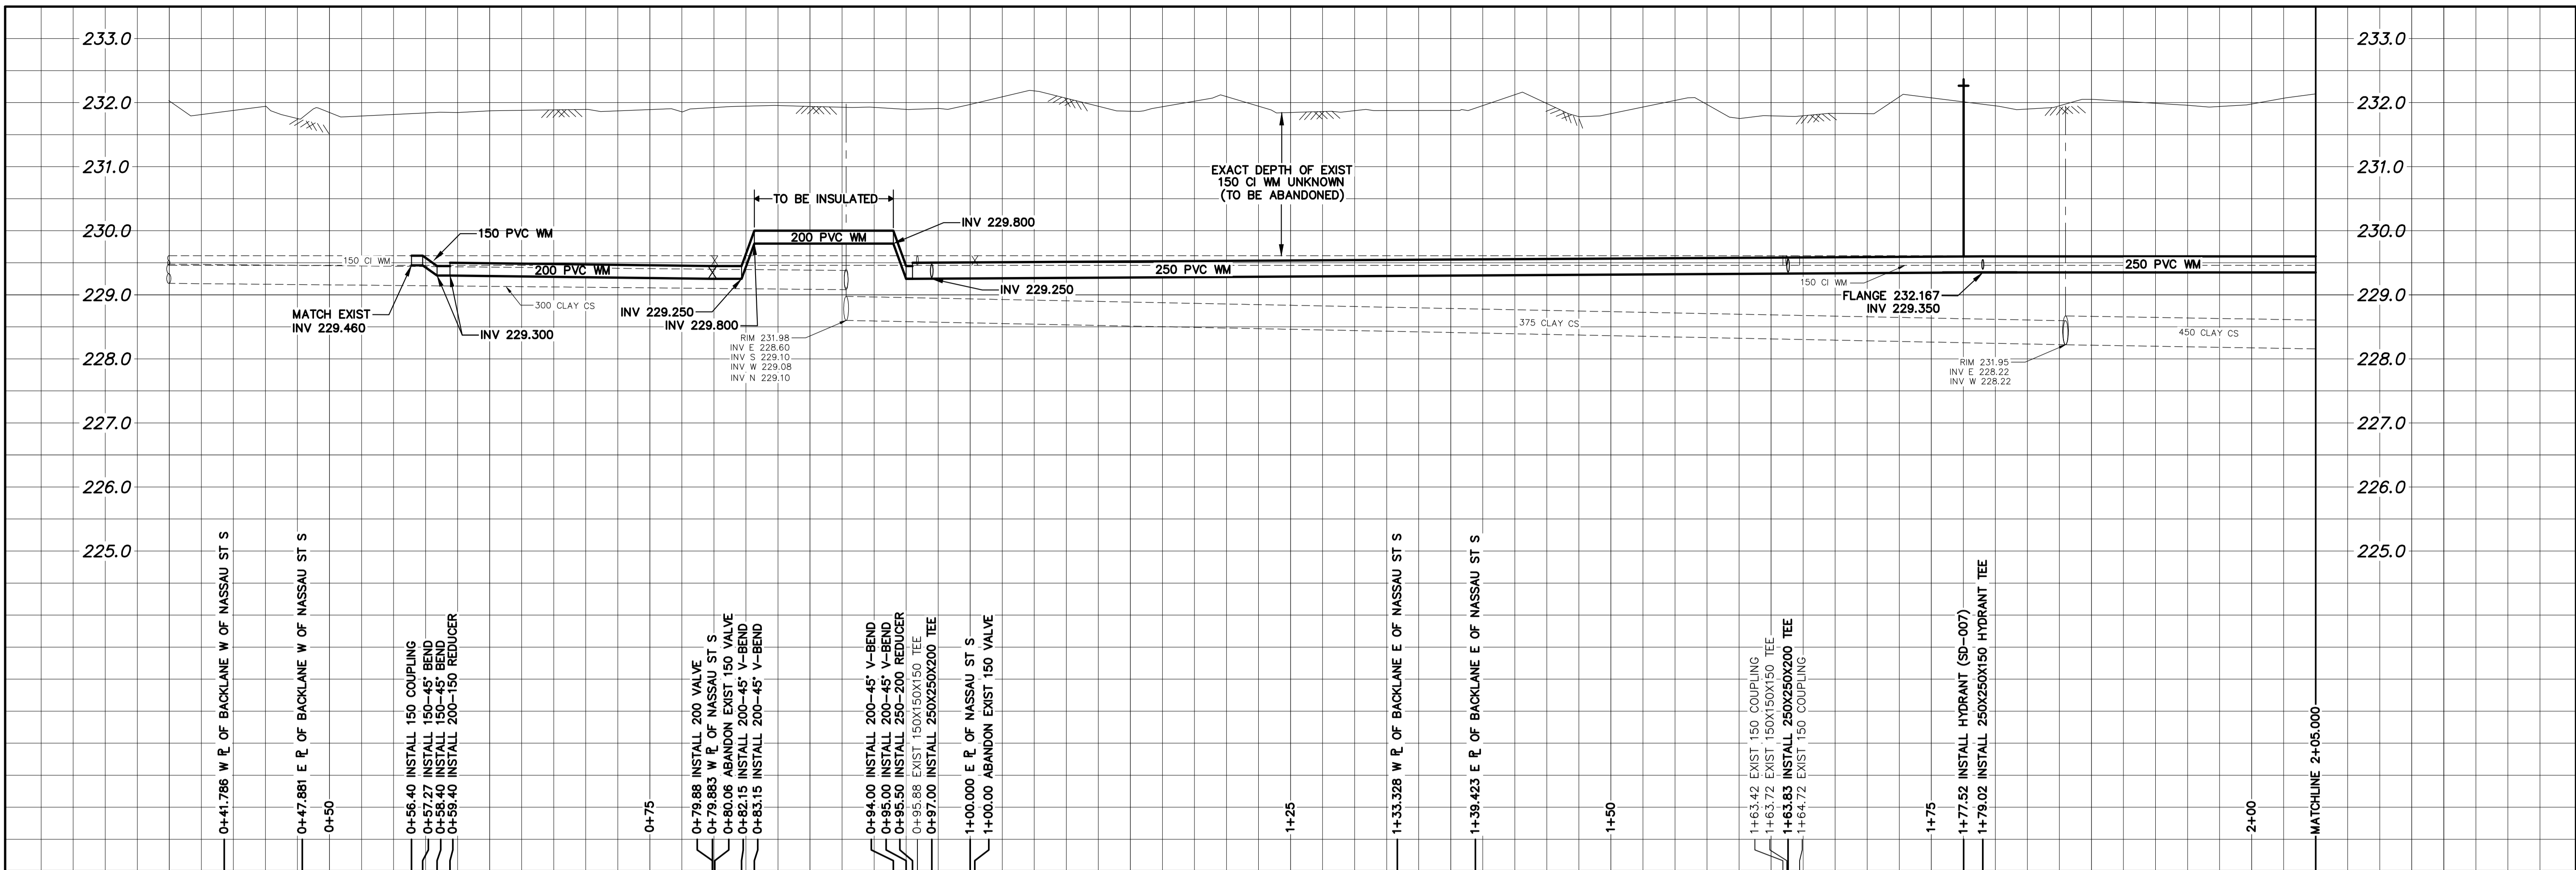 233.0
233.0
232.0
232.0
231.0
231.0
230.0
230.0
229.0
229.0
228.0
228.0
227.0
227.0
226.0
226.0
225.0
225.0
150 CI WM
150 PVC WM
200 PVC WM
300 CLAY CS
MATCH EXIST
INV 229.460
INV 229.300
TO BE INSULATED
200 PVC WM
INV 229.800
INV 229.250
INV 229.800
RIM 231.98
INV E 228.60
INV S 229.10
INV W 229.08
INV N 229.10
INV 229.250
250 PVC WM
EXACT DEPTH OF EXIST
150 CI WM UNKNOWN
(TO BE ABANDONED)
375 CLAY CS
150 CI WM
FLANGE 232.167
INV 229.350
250 PVC WM
RIM 231.95
INV E 228.22
INV W 228.22
450 CLAY CS
0+41.786 W PL OF BACKLANE W OF NASSAU ST S
0+47.881 E PL OF BACKLANE W OF NASSAU ST S
0+50
0+56.40 INSTALL 150 COUPLING
0+57.27 INSTALL 150-45° BEND
0+58.40 INSTALL 150-45° BEND
0+59.40 INSTALL 200-150 REDUCER
0+75
0+79.88 INSTALL 200 VALVE
0+79.883 W PL OF NASSAU ST S
0+80.06 ABANDON EXIST 150 VALVE
0+82.15 INSTALL 200-45° V-BEND
0+83.15 INSTALL 200-45° V-BEND
0+94.00 INSTALL 200-45° V-BEND
0+95.00 INSTALL 200-45° V-BEND
0+95.50 INSTALL 250-200 REDUCER
0+95.88 EXIST 150X150X150 TEE
0+97.00 INSTALL 250X250X200 TEE
1+00.000 E PL OF NASSAU ST S
1+00.00 ABANDON EXIST 150 VALVE
1+25
1+33.328 W PL OF BACKLANE E OF NASSAU ST S
1+39.423 E PL OF BACKLANE E OF NASSAU ST S
1+50
1+63.42 EXIST 150 COUPLING
1+63.72 EXIST 150X150X150 TEE
1+63.83 INSTALL 250X250X200 TEE
1+64.72 EXIST 150 COUPLING
1+75
1+77.52 INSTALL HYDRANT (SD-007)
1+79.02 INSTALL 250X250X150 HYDRANT TEE
2+00
MATCHLINE 2+05.000